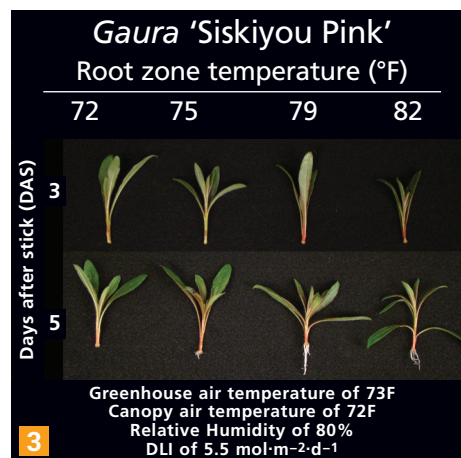 Gaura ‘Siskiyou Pink’
Root zone temperature (°F)
72 75 79 82
Days after stick (DAS)
3
5
Greenhouse air temperature of 73F
Canopy air temperature of 72F
Relative Humidity of 80%
DLI of 5.5 mol·m−2·d−1
3